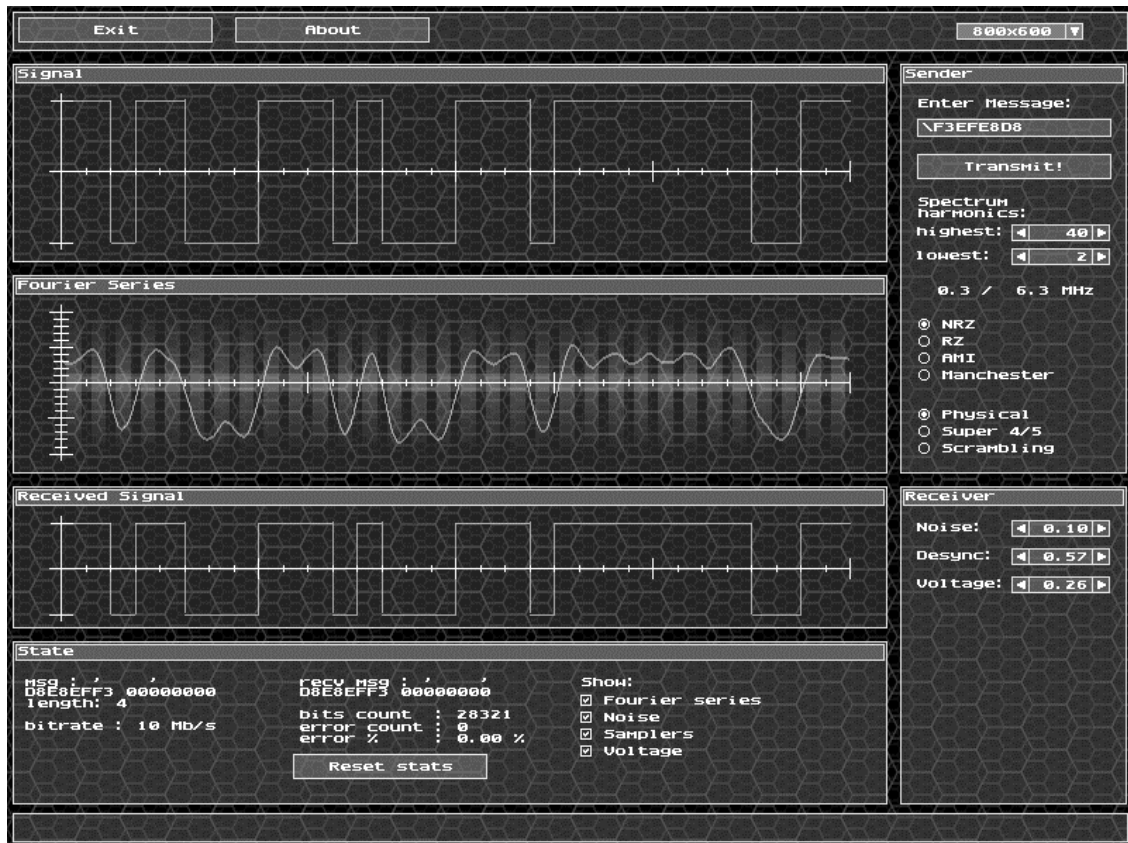 Exit
About
800x600
Signal
Fourier Series
Received Signal
State
msg : ' '
D8E8EFF3 00000000
length: 4
bitrate : 10 Mb/s
recv msg : ' '
D8E8EFF3 00000000
bits count : 28321
error count : 0
error % : 0.00 %
Reset stats
Show:
Fourier series
Noise
Samplers
Voltage
Sender
Enter Message:
\F3EFE8D8
Transmit!
Spectrum
harmonics:
highest: 40
lowest: 2
0.3 / 6.3 MHz
NRZ
RZ
AMI
Manchester
Physical
Super 4/5
Scrambling
Receiver
Noise: 0.10
Desync: 0.57
Voltage: 0.26